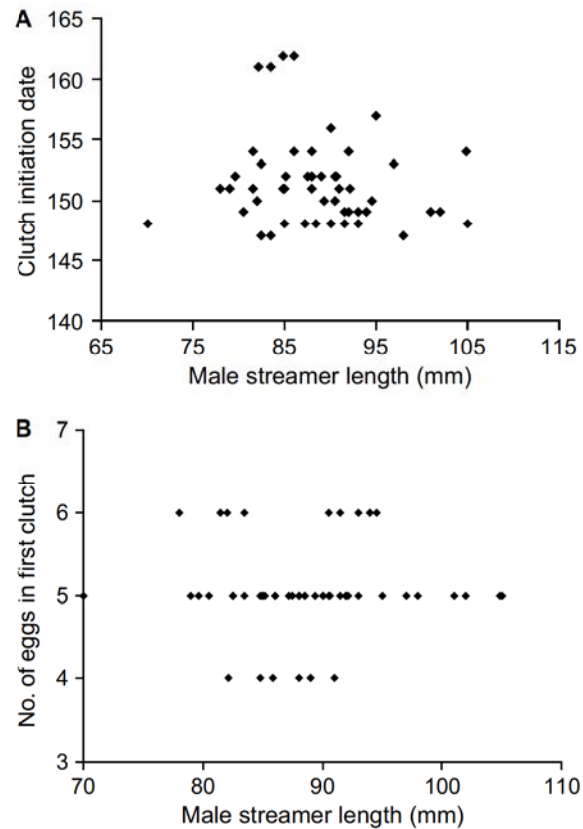 A
165
160
155
150
145
140
65 75 85 95 105 115
Clutch initiation date
Male streamer length (mm)
B
7
6
5
4
3
70 80 90 100 110
No. of eggs in first clutch
Male streamer length (mm)